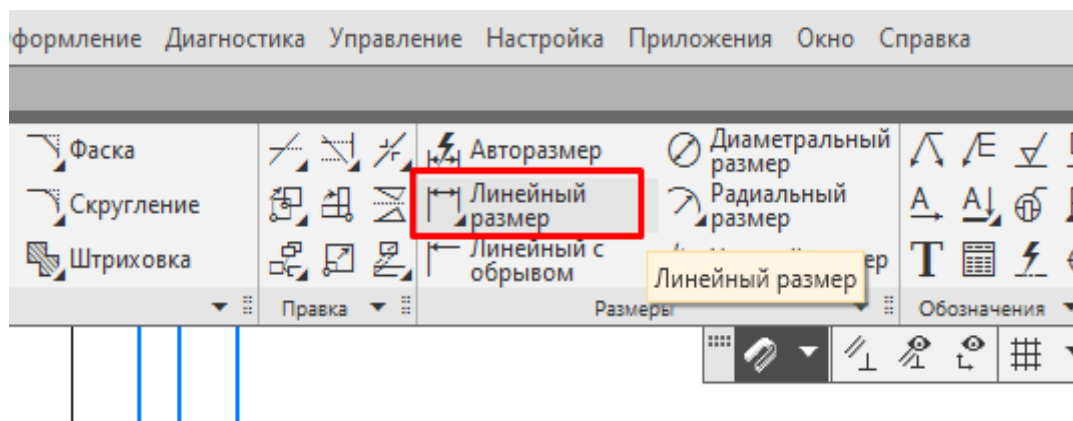 Диагностика Управление Настройка Приложения Окно Справка
Фаска
Авторазмер
Диаметральный
размер
Скругление
Линейный
размер
Радиальный
размер
Штриховка
Линейный с
обрывом
Линейный размер
Правка
Размеры
Обозначения